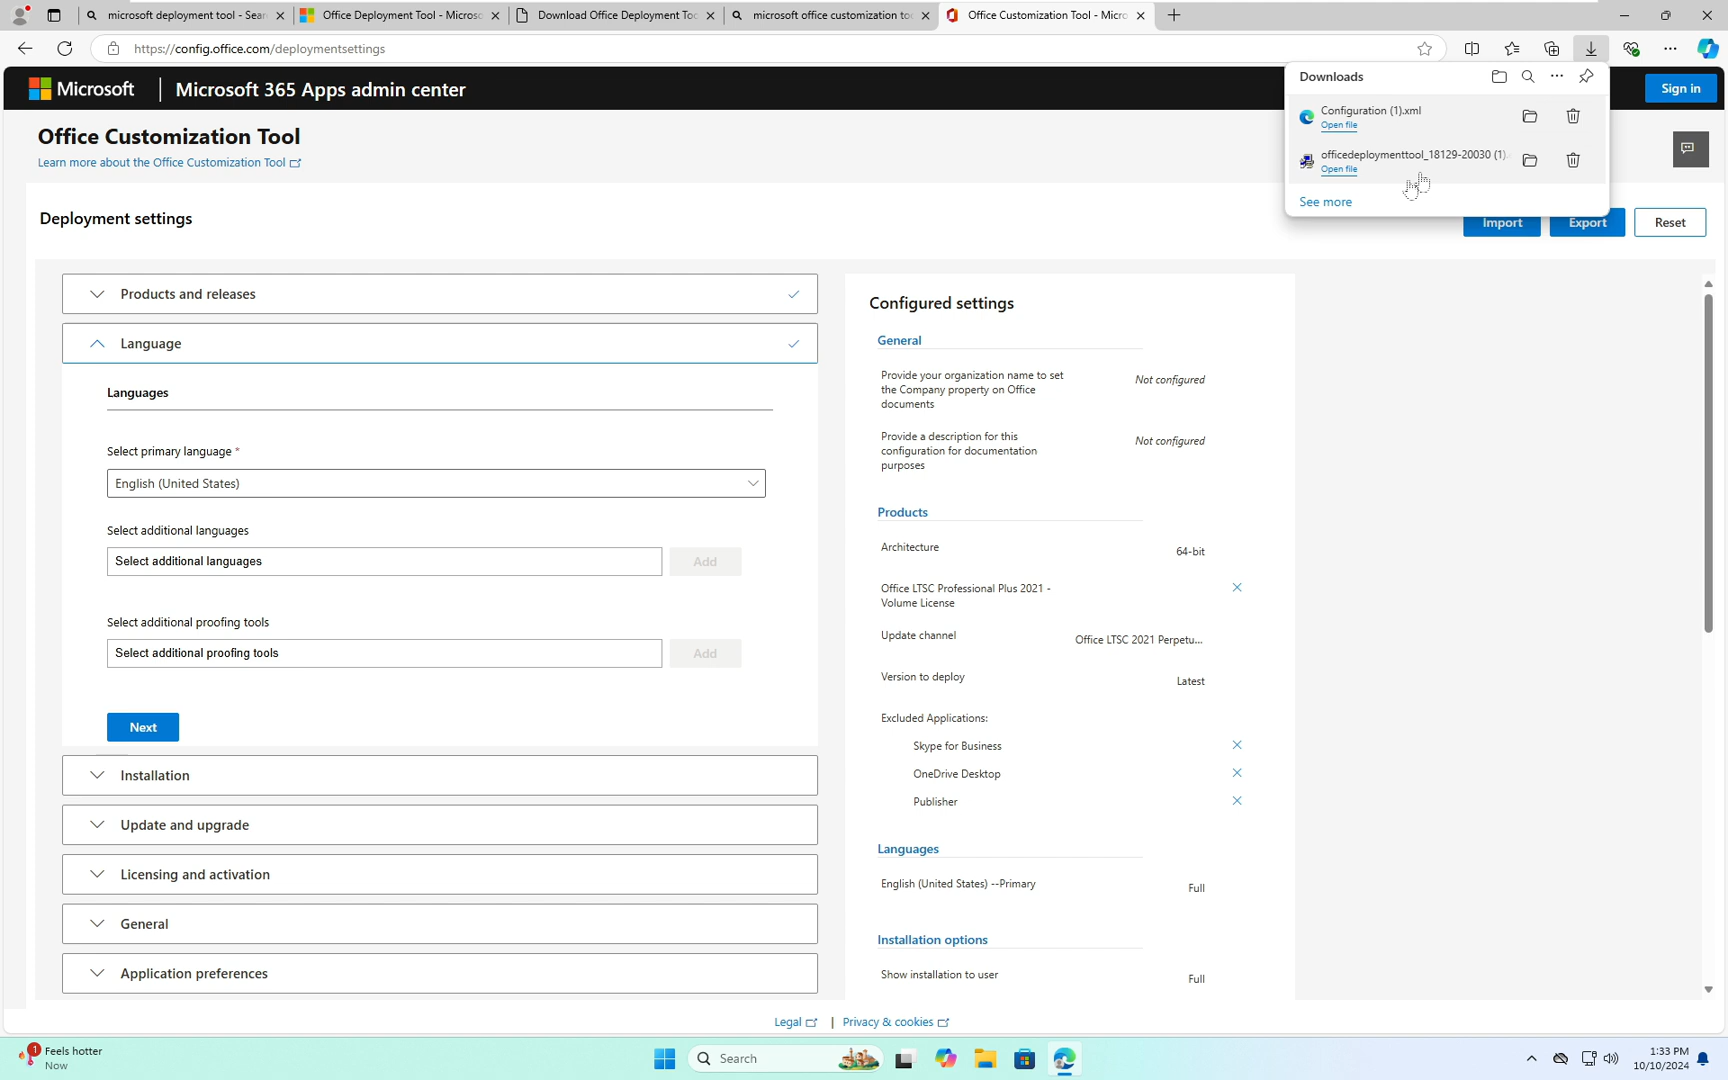 microsoft deployment tool - Sear
Office Deployment Tool - Microso
Download Office Deployment Too
microsoft office customization too
Office Customization Tool - Micro
https://config.office.com/deploymentsettings
Microsoft
Microsoft 365 Apps admin center
Sign in
Downloads
Configuration (1).xml
Open file
officedeploymenttool_18129-20030 (1).
Open file
See more
Office Customization Tool
Learn more about the Office Customization Tool
Deployment settings
Import
Export
Reset
Products and releases
Language
Languages
Select primary language *
English (United States)
Select additional languages
Select additional languages
Add
Select additional proofing tools
Select additional proofing tools
Add
Next
Installation
Update and upgrade
Licensing and activation
General
Application preferences
Configured settings
General
Provide your organization name to set
the Company property on Office
documents
Not configured
Provide a description for this
configuration for documentation
purposes
Not configured
Products
Architecture
64-bit
Office LTSC Professional Plus 2021 -
Volume License
Update channel
Office LTSC 2021 Perpetu...
Version to deploy
Latest
Excluded Applications:
Skype for Business
OneDrive Desktop
Publisher
Languages
English (United States) --Primary
Full
Installation options
Show installation to user
Full
Legal
|
Privacy & cookies
1
Feels hotter
Now
Search
1:33 PM
10/10/2024